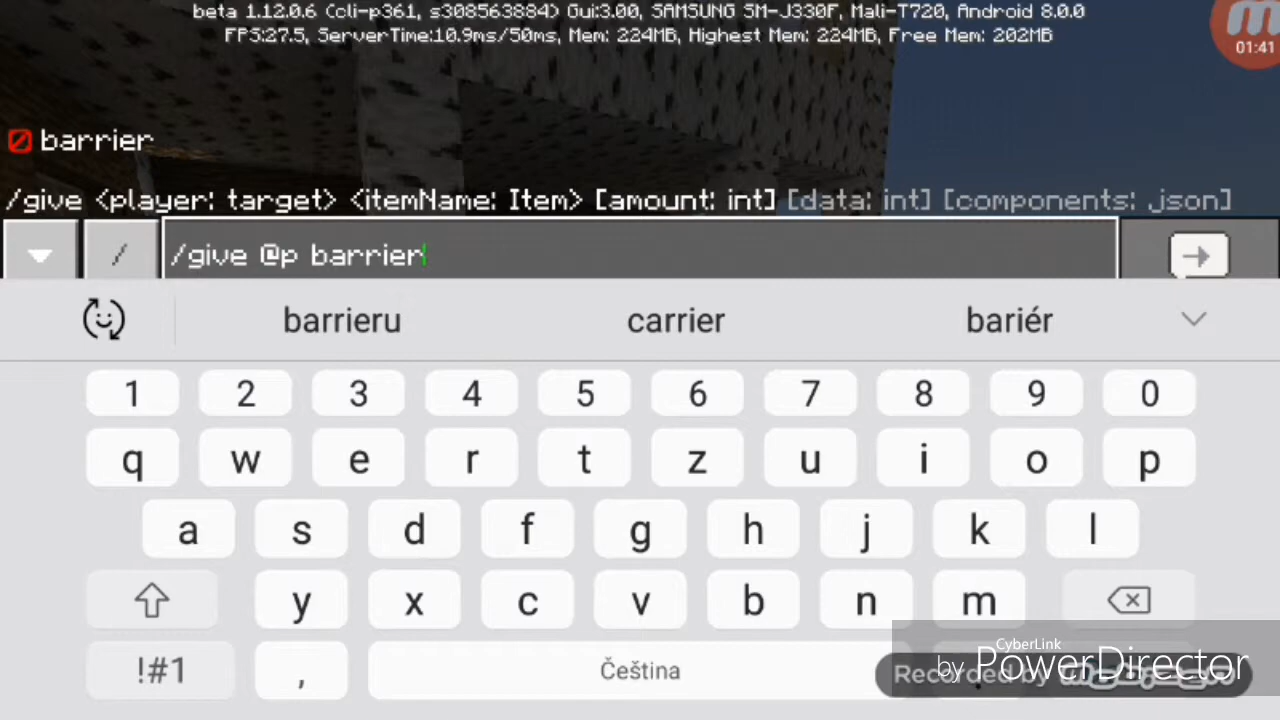 beta 1.12.0.6 (cli-p361, s308563884) Gui:3.00, SAMSUNG SM-J330F, Mali-T720, Android 8.0.0
FPS:27.5, ServerTime:10.9ms/50ms, Mem: 224MB, Highest Mem: 224MB, Free Mem: 202MB
01:41
barrier
/give <player: target> <itemName: Item> [amount: int] [data: int] [components: json]
/
/give @p barrier
barrieru carrier bariér
1 2 3 4 5 6 7 8 9 0
q w e r t z u i o p
a s d f g h j k l
y x c v b n m
!#1 , Čeština .
CyberLink
by PowerDirector
Recorded by